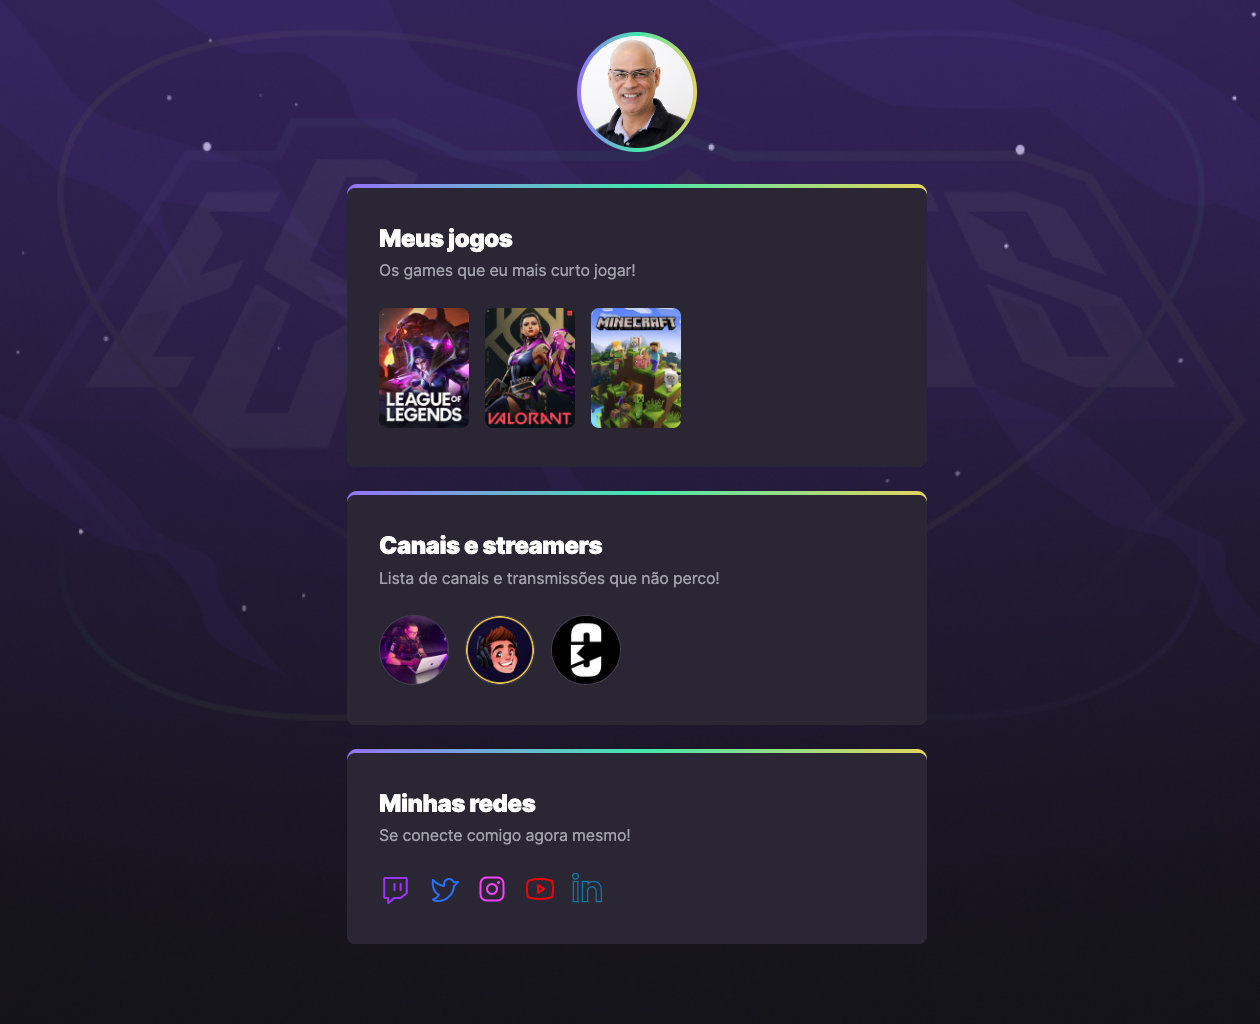 Meus jogos
Os games que eu mais curto jogar!
LEAGUE OF
LEGENDS
VALORANT
MINECRAFT
Canais e streamers
Lista de canais e transmissões que não perco!
Minhas redes
Se conecte comigo agora mesmo!
in